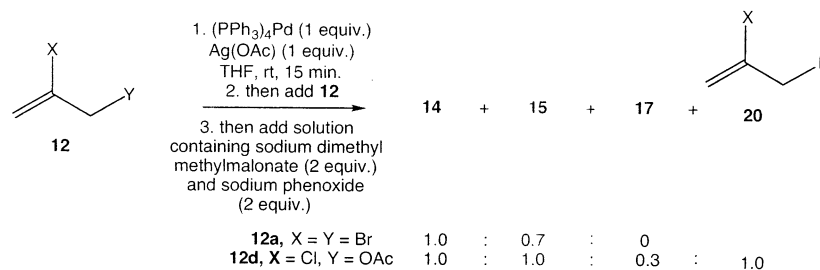 X
Y
12
1. (PPh3)4Pd (1 equiv.)
Ag(OAc) (1 equiv.)
THF, rt, 15 min.
2. then add 12
3. then add solution
containing sodium dimethyl
methylmalonate (2 equiv.)
and sodium phenoxide
(2 equiv.)
14 + 15 + 17 + 20
X
12a, X = Y = Br 1.0 : 0.7 : 0
12d, X = Cl, Y = OAc 1.0 : 1.0 : 0.3 : 1.0